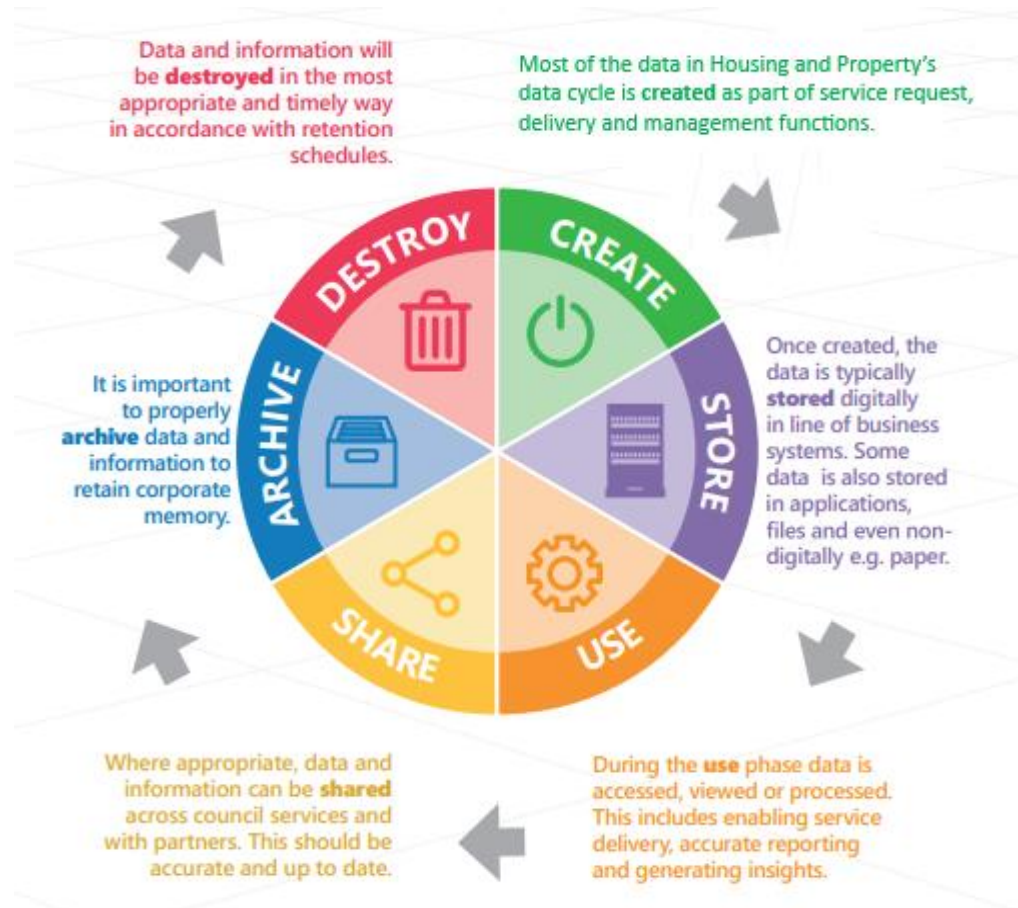 Data and information will
be destroyed in the most
appropriate and timely way
in accordance with retention
schedules.
Most of the data in Housing and Property's
data cycle is created as part of service request,
delivery and management functions.
DESTROY
CREATE
It is important
to properly
archive data and
information to
retain corporate
memory.
ARCHIVE
STORE
Once created, the
data is typically
stored digitally
in line of business
systems. Some
data is also stored
in applications,
files and even non-
digitally e.g. paper.
SHARE
USE
Where appropriate, data and
information can be shared
across council services and
with partners. This should be
accurate and up to date.
During the use phase data is
accessed, viewed or processed.
This includes enabling service
delivery, accurate reporting
and generating insights.